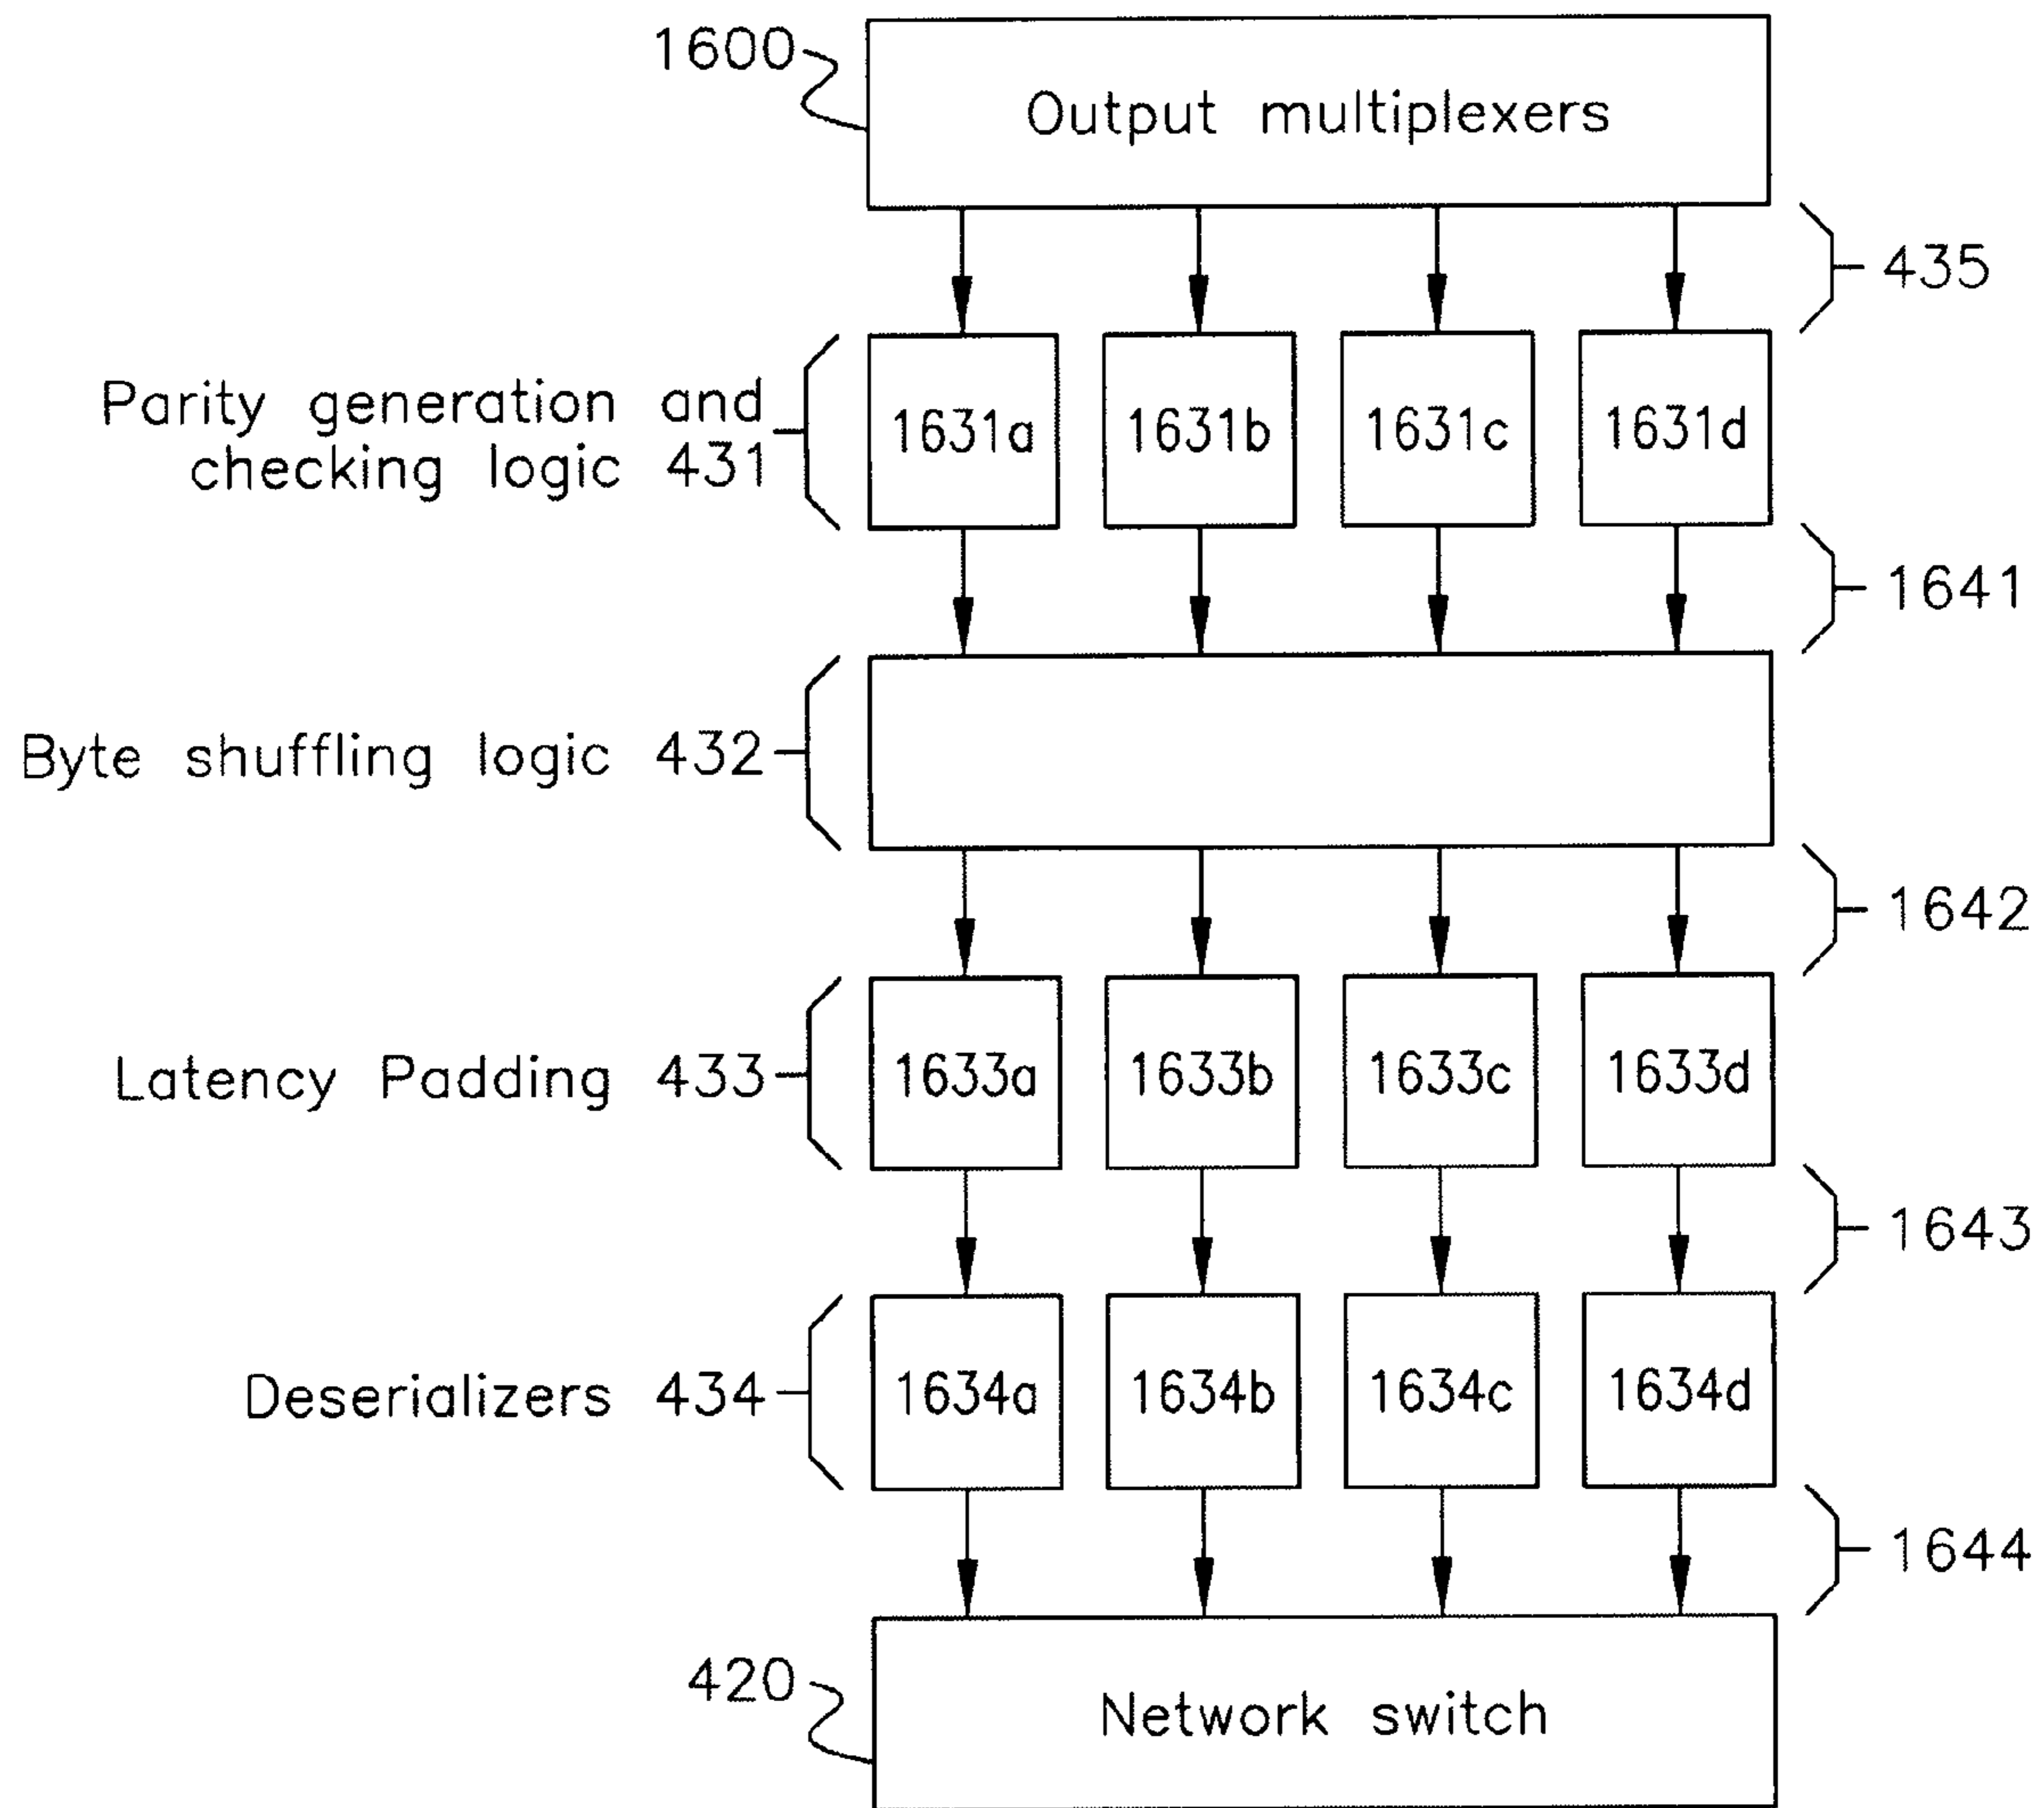 1600
Output multiplexers
435
Parity generation and
checking logic 431
1631a 1631b 1631c 1631d
1641
Byte shuffling logic 432
1642
Latency Padding 433
1633a 1633b 1633c 1633d
1643
Deserializers 434
1634a 1634b 1634c 1634d
1644
420
Network switch